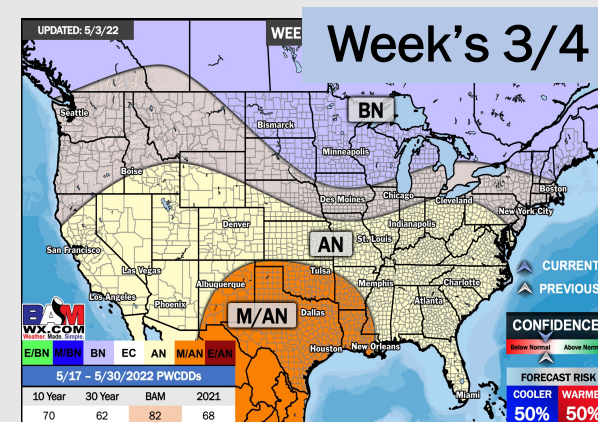 UPDATED: 5/3/22
WEE
Week's 3/4
BN
Seattle
Bismarck
Minneapolis
Boise
Des Moines
Chicago
Cleveland
Boston
New York City
Indianapolis
Denver
AN
St. Louis
San Francisco
Las Vegas
Tulsa
Albuquerque
Memphis
Charlotte
Los Angeles
Phoenix
Atlanta
M/AN
Dallas
Houston
New Orleans
Miami
CURRENT
PREVIOUS
CONFIDENCE
Below Normal
Above Norm
FORECAST RISK
COOLER
WARME
50%
50%
BAM
WX.COM
Weather. Made. Simple.
E/BN M/BN BN EC AN M/AN E/AN
5/17 – 5/30/2022 PWCDDs
10 Year 30 Year BAM 2021
70 62 82 68